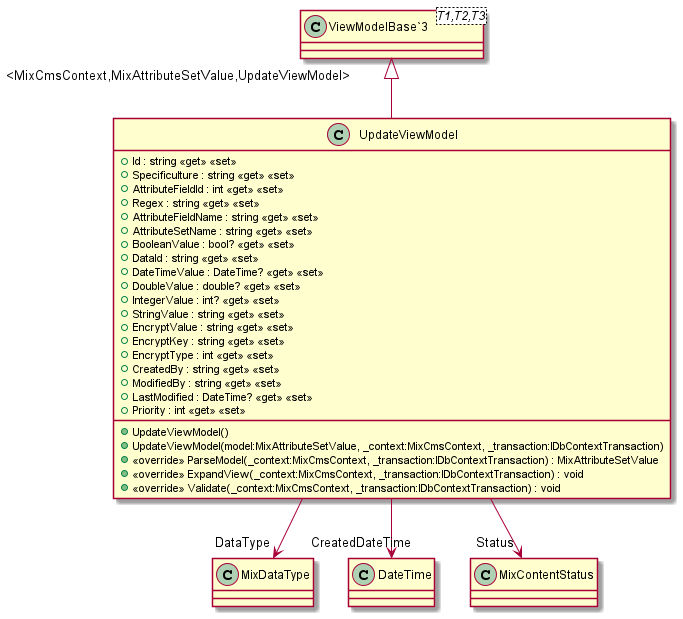 T1,T2,T3
C ViewModelBase`3
<MixCmsContext,MixAttributeSetValue,UpdateViewModel>
C UpdateViewModel
Id : string «get» «set»
Specificulture : string «get» «set»
AttributeFieldId : int «get» «set»
Regex : string «get» «set»
AttributeFieldName : string «get» «set»
AttributeSetName : string «get» «set»
BooleanValue : bool? «get» «set»
DataId : string «get» «set»
DateTimeValue : DateTime? «get» «set»
DoubleValue : double? «get» «set»
IntegerValue : int? «get» «set»
StringValue : string «get» «set»
EncryptValue : string «get» «set»
EncryptKey : string «get» «set»
EncryptType : int «get» «set»
CreatedBy : string «get» «set»
ModifiedBy : string «get» «set»
LastModified : DateTime? «get» «set»
Priority : int «get» «set»
UpdateViewModel()
UpdateViewModel(model:MixAttributeSetValue, _context:MixCmsContext, _transaction:IDbContextTransaction)
«override» ParseModel(_context:MixCmsContext, _transaction:IDbContextTransaction) : MixAttributeSetValue
«override» ExpandView(_context:MixCmsContext, _transaction:IDbContextTransaction) : void
«override» Validate(_context:MixCmsContext, _transaction:IDbContextTransaction) : void
DataType CreatedDateTime Status
C MixDataType C DateTime C MixContentStatus